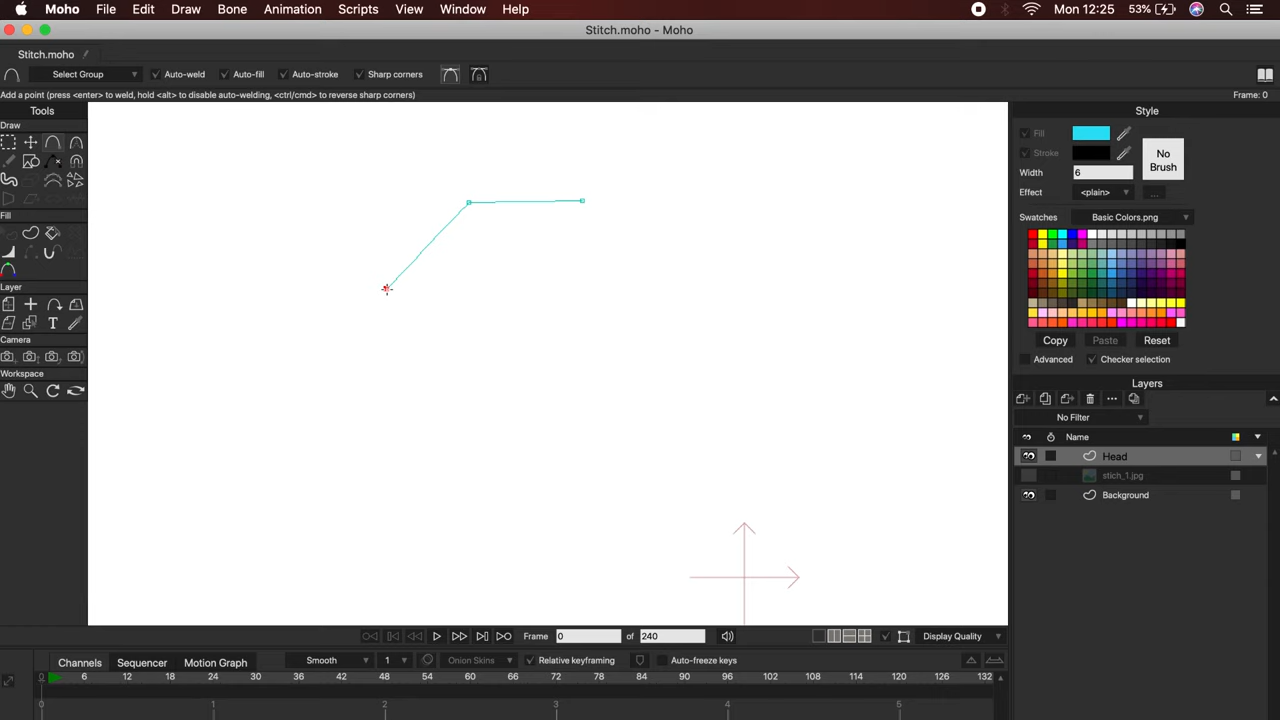 Moho File Edit Draw Bone Animation Scripts View Window Help Mon 12:25 53%
Stitch.moho - Moho
Stitch.moho
Select Group Auto-weld Auto-fill Auto-stroke Sharp corners
Add a point (press <enter> to weld, hold <alt> to disable auto-welding, <ctrl/cmd> to reverse sharp corners) Frame: 0
Tools
Draw
Fill
Layer
Camera
Workspace
Style
Fill
Stroke
No Brush
Width 6
Effect <plain> ...
Swatches Basic Colors.png
Copy Paste Reset
Advanced Checker selection
Layers
No Filter
Name
Head
stich_1.jpg
Background
Frame 0 of 240 Display Quality
Channels Sequencer Motion Graph Smooth 1 Onion Skins Relative keyframing Auto-freeze keys
0 6 12 18 24 30 36 42 48 54 60 66 72 78 84 90 96 102 108 114 120 126 132
0 1 2 3 4 5